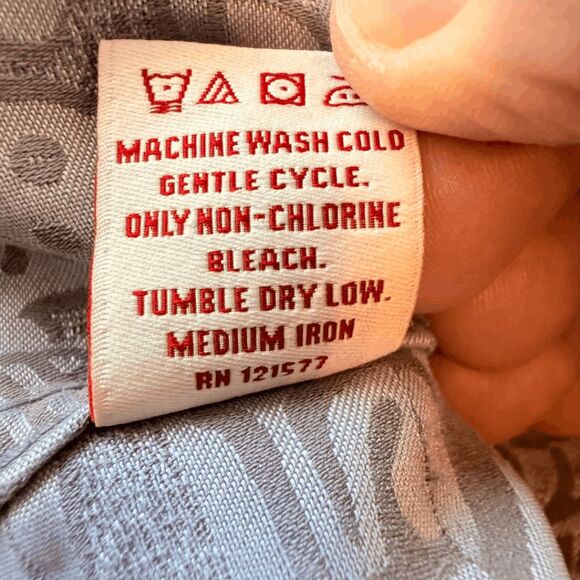 MACHINE WASH COLD
GENTLE CYCLE.
ONLY NON-CHLORINE
BLEACH.
TUMBLE DRY LOW.
MEDIUM IRON
RN 121577